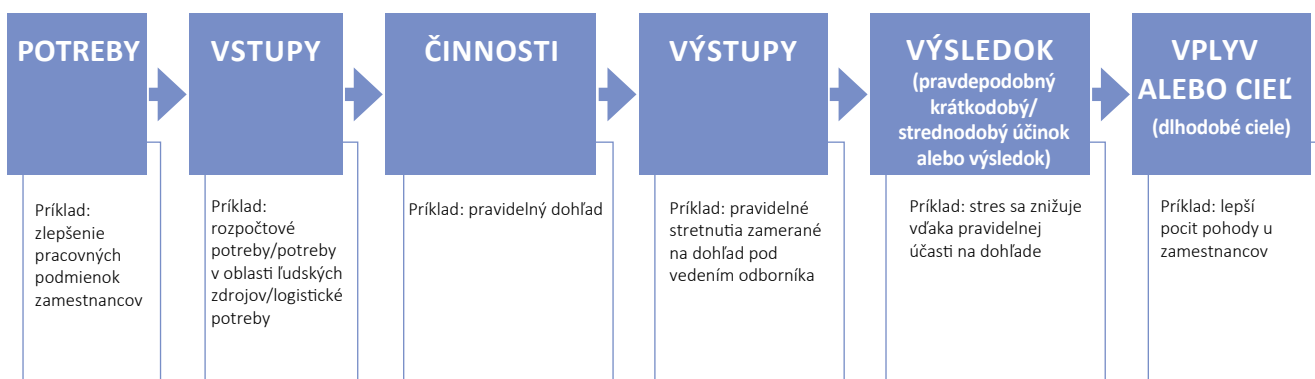 POTREBY
Príklad:
zlepšenie
pracovných
podmienok
zamestnancov
VSTUPY
Príklad:
rozpočtové
potreby/potreby
v oblasti ľudských
zdrojov/logistické
potreby
ČINNOSTI
Príklad: pravidelný dohľad
VÝSTUPY
Príklad: pravidelné
stretnutia zamerané
na dohľad pod
vedením odborníka
VÝSLEDOK
(pravdepodobný
krátkodobý/
strednodobý účinok
alebo výsledok)
Príklad: stres sa znižuje
vďaka pravidelnej
účasti na dohľade
VPLYV
ALEBO CIEĽ
(dlhodobé ciele)
Príklad: lepší
pocit pohody u
zamestnancov